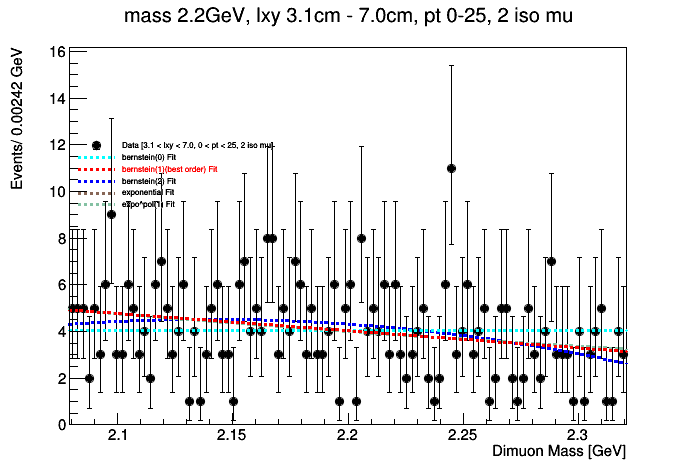 mass 2.2GeV, lxy 3.1cm - 7.0cm, pt 0-25, 2 iso mu
Events/ 0.00242 GeV
16
14
12
10
8
6
4
2
0
Data [3.1 < lxy < 7.0, 0 < pt < 25, 2 iso mu]
bernstein(0) Fit
bernstein(1)(best order) Fit
bernstein(2) Fit
exponential Fit
expo*pol(1) Fit
2.1
2.15
2.2
2.25
2.3
Dimuon Mass [GeV]